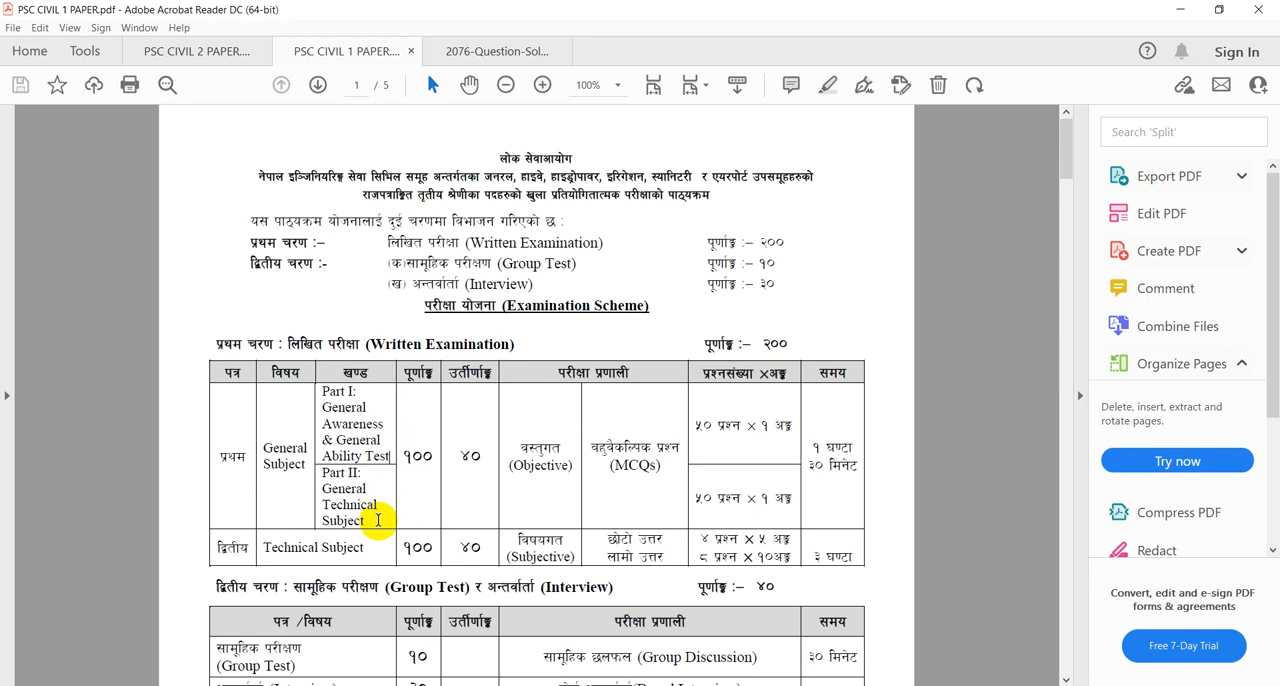 PSC CIVIL 1 PAPER.pdf - Adobe Acrobat Reader DC (64-bit)
File Edit View Sign Window Help
Home Tools PSC CIVIL 2 PAPER.... PSC CIVIL 1 PAPER.... × 2076-Question-Sol... Sign In
1 / 5 100%
लोक सेवाआयोग
नेपाल इञ्जिनियरिङ्ग सेवा सिभिल समूह अन्तर्गतका जनरल, हाइवे, हाइड्रोपावर, इरिगेशन, स्यानिटरी र एयरपोर्ट उपसमूहहरुको
राजपत्राङ्कित तृतीय श्रेणीका पदहरुको खुला प्रतियोगितात्मक परीक्षाको पाठ्यक्रम
यस पाठ्यक्रम योजनालाई दुई चरणमा विभाजन गरिएको छ :
प्रथम चरण :– लिखित परीक्षा (Written Examination) पूर्णाङ्क :– २००
द्वितीय चरण :- (क)सामूहिक परीक्षण (Group Test) पूर्णाङ्क :– १०
(ख) अन्तर्वार्ता (Interview) पूर्णाङ्क :– ३०
परीक्षा योजना (Examination Scheme)
प्रथम चरण : लिखित परीक्षा (Written Examination) पूर्णाङ्क :– २००
पत्र विषय खण्ड पूर्णाङ्क उर्तीणाङ्क परीक्षा प्रणाली प्रश्नसंख्या ×अङ्क समय
प्रथम General Subject
Part I:
General
Awareness
& General
Ability Test
Part II:
General
Technical
Subject
१०० ४० वस्तुगत (Objective) वहुवैकल्पिक प्रश्न (MCQs)
५० प्रश्न × १ अङ्क
५० प्रश्न × १ अङ्क
१ घण्टा
३० मिनेट
द्वितीय Technical Subject १०० ४० विषयगत (Subjective)
छोटो उत्तर ४ प्रश्न × ५ अङ्क
लामो उत्तर ८ प्रश्न × १०अङ्क ३ घण्टा
द्वितीय चरण : सामूहिक परीक्षण (Group Test) र अन्तर्वार्ता (Interview) पूर्णाङ्क :– ४०
पत्र /विषय पूर्णाङ्क उर्तीणाङ्क परीक्षा प्रणाली समय
सामूहिक परीक्षण
(Group Test) १० सामूहिक छलफल (Group Discussion) ३० मिनेट
Search 'Split'
Export PDF
Edit PDF
Create PDF
Comment
Combine Files
Organize Pages
Delete, insert, extract and
rotate pages.
Try now
Compress PDF
Redact
Convert, edit and e-sign PDF
forms & agreements
Free 7-Day Trial